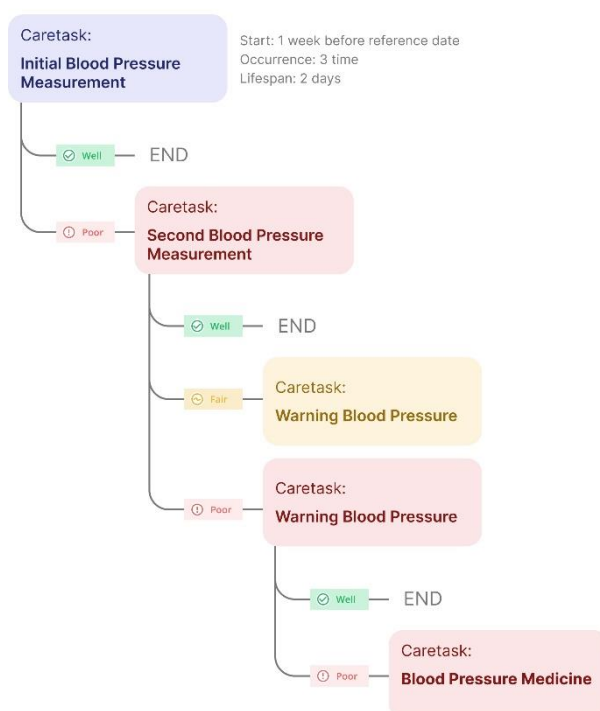 Caretask:
Initial Blood Pressure
Measurement
Start: 1 week before reference date
Occurrence: 3 time
Lifespan: 2 days
Well
END
Poor
Caretask:
Second Blood Pressure
Measurement
Well
END
Fair
Caretask:
Warning Blood Pressure
Poor
Caretask:
Warning Blood Pressure
Well
END
Poor
Caretask:
Blood Pressure Medicine